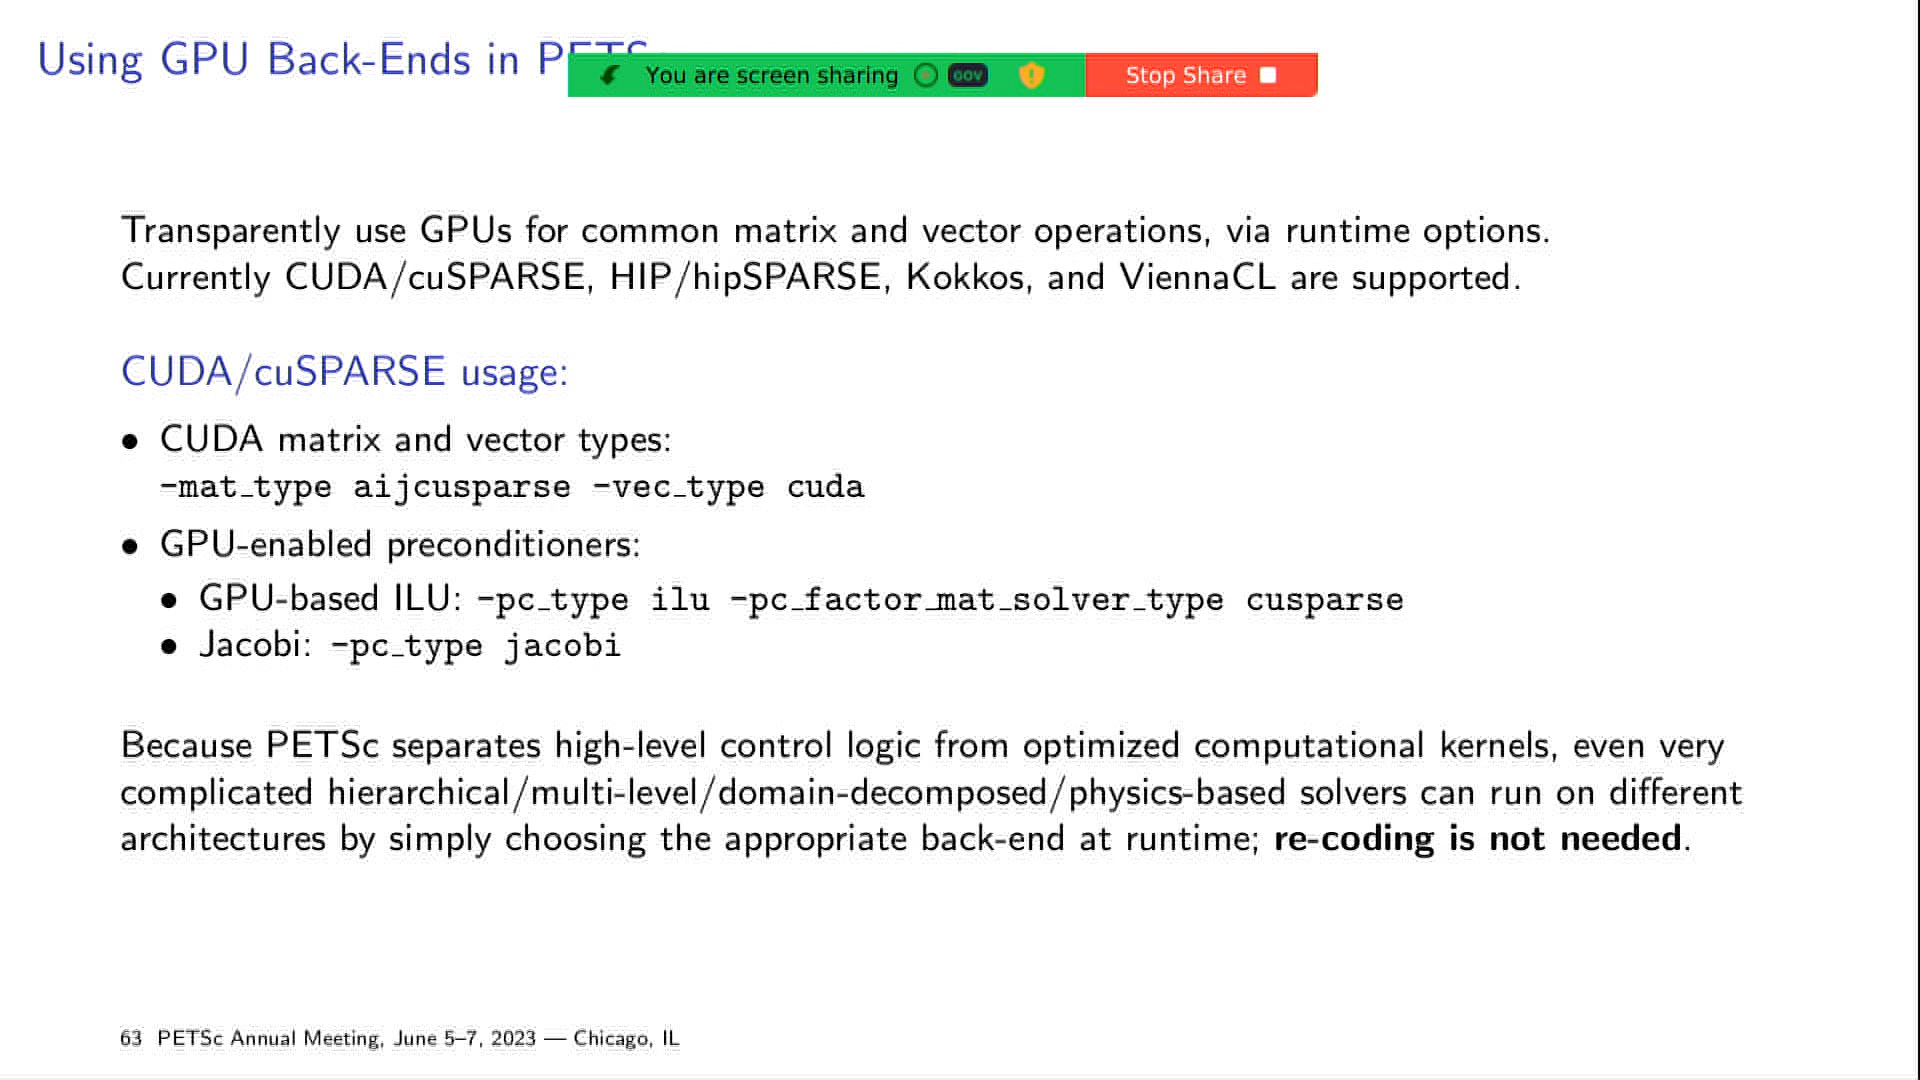 Using GPU Back-Ends in PETSc
You are screen sharing GOV Stop Share
Transparently use GPUs for common matrix and vector operations, via runtime options.
Currently CUDA/cuSPARSE, HIP/hipSPARSE, Kokkos, and ViennaCL are supported.
CUDA/cuSPARSE usage:
• CUDA matrix and vector types:
-mat_type aijcusparse -vec_type cuda
• GPU-enabled preconditioners:
• GPU-based ILU: -pc_type ilu -pc_factor_mat_solver_type cusparse
• Jacobi: -pc_type jacobi
Because PETSc separates high-level control logic from optimized computational kernels, even very
complicated hierarchical/multi-level/domain-decomposed/physics-based solvers can run on different
architectures by simply choosing the appropriate back-end at runtime; re-coding is not needed.
63 PETSc Annual Meeting, June 5–7, 2023 — Chicago, IL